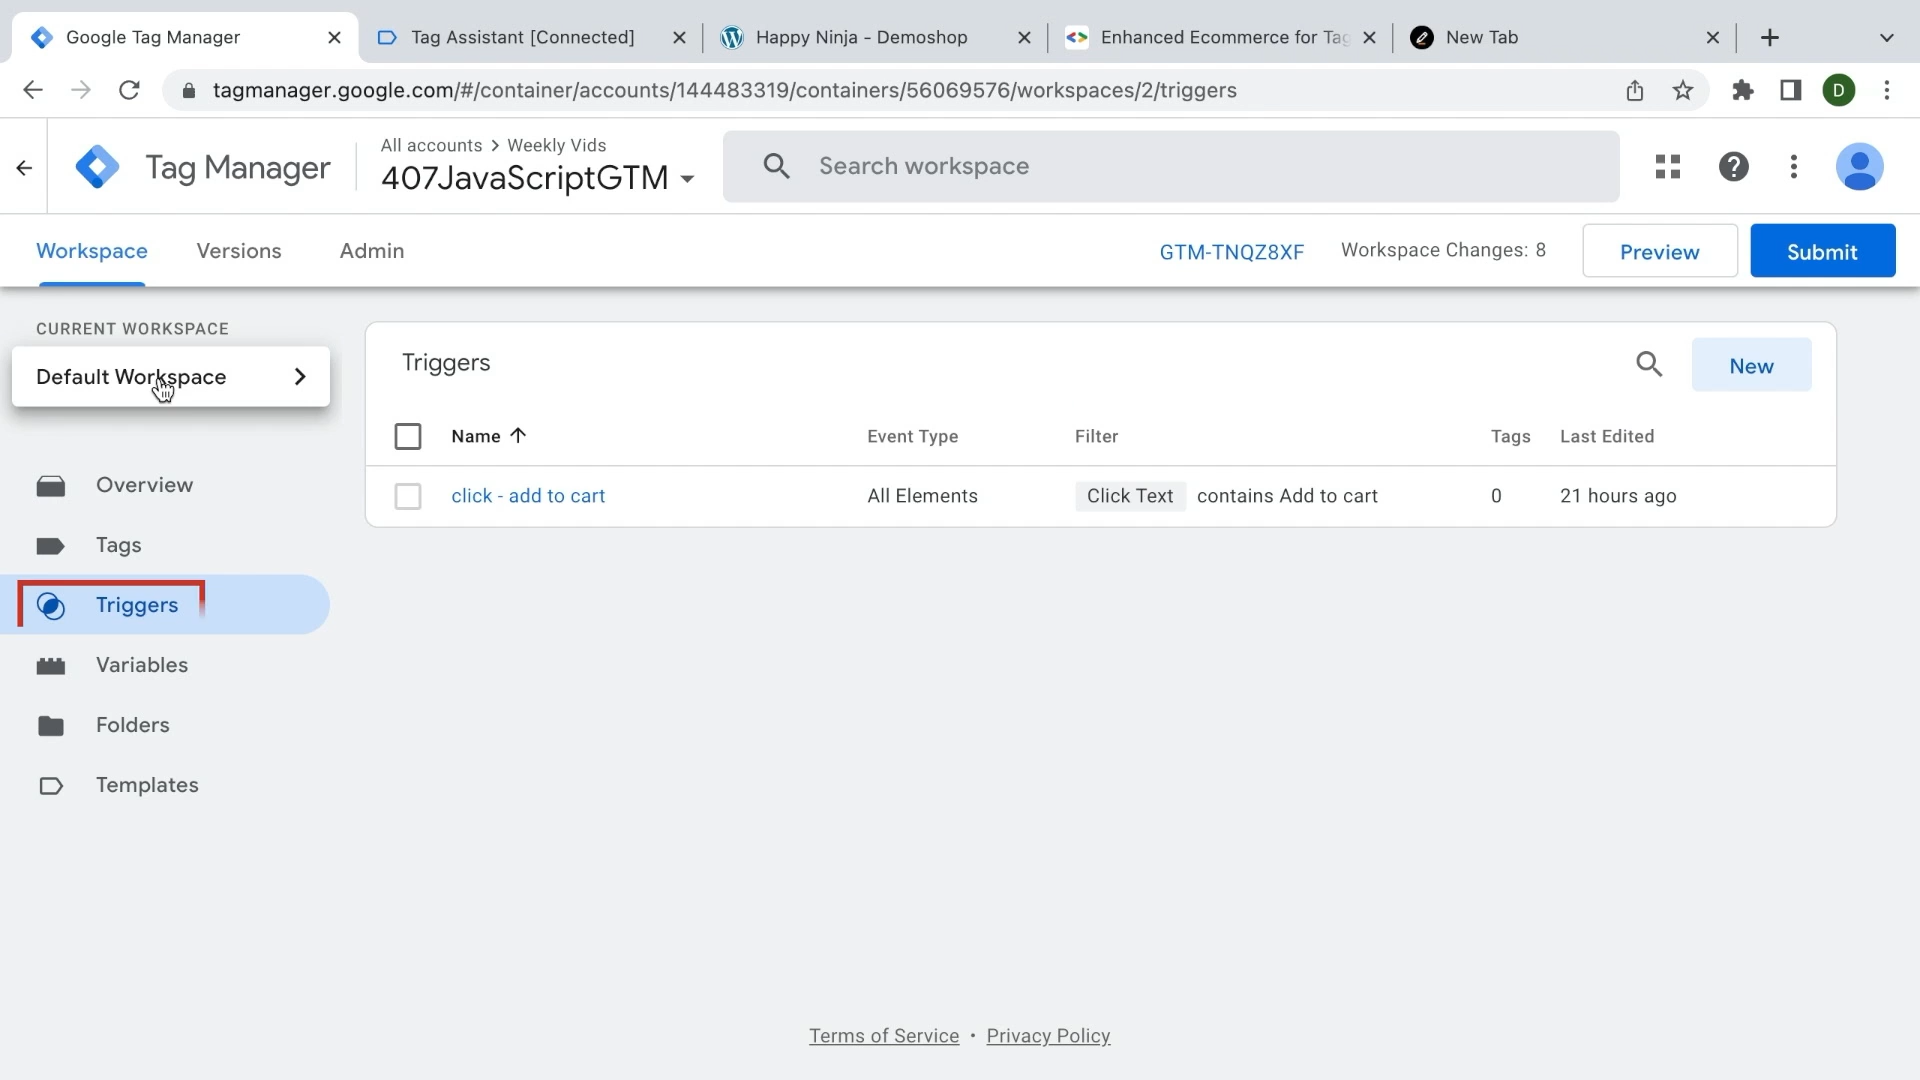 Google Tag Manager
Tag Assistant [Connected]
Happy Ninja - Demoshop
Enhanced Ecommerce for Tag
New Tab
tagmanager.google.com/#/container/accounts/144483319/containers/56069576/workspaces/2/triggers
D
Tag Manager
All accounts > Weekly Vids
407JavaScriptGTM
Search workspace
Workspace
Versions
Admin
GTM-TNQZ8XF
Workspace Changes: 8
Preview
Submit
CURRENT WORKSPACE
Default Workspace
Overview
Tags
Triggers
Variables
Folders
Templates
Triggers
New
Name
Event Type
Filter
Tags
Last Edited
click - add to cart
All Elements
Click Text contains Add to cart
0
21 hours ago
Terms of Service • Privacy Policy